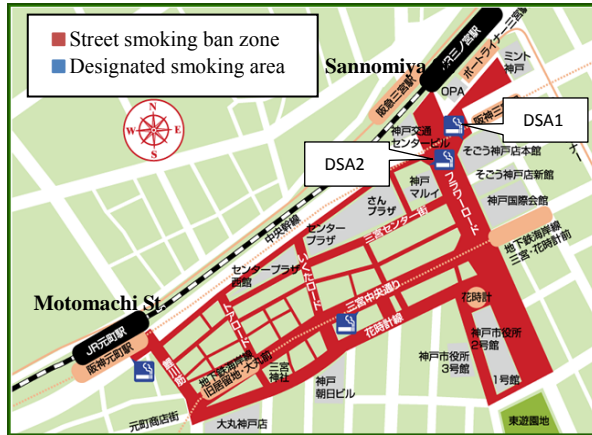 Street smoking ban zone
Designated smoking area
Sannomiya
JR三ノ宮駅
ポートライナー三宮駅
ミント
神戸
阪急三宮駅
OPA
阪神三
DSA1
神戸交通
センタービル
そごう神戸店本館
DSA2
神戸
マルイ
そごう神戸店新館
フラワーロード
神戸国際会館
さん
プラザ
三宮センター街
地下鉄海岸線
三宮・花時計前
センター
プラザ
中央幹線
センタープラザ
西館
いくたロード
トアロード
三宮中央通り
花時計線
花時計
Motomachi St.
JR元町駅
阪神元町駅
神戸市役所
2号館
神戸市役所
3号館
1号館
地下鉄海岸線
旧居留地・大丸前
三宮
神社
神戸
朝日ビル
元町商店街
大丸神戸店
東遊園地
N
W
E
S